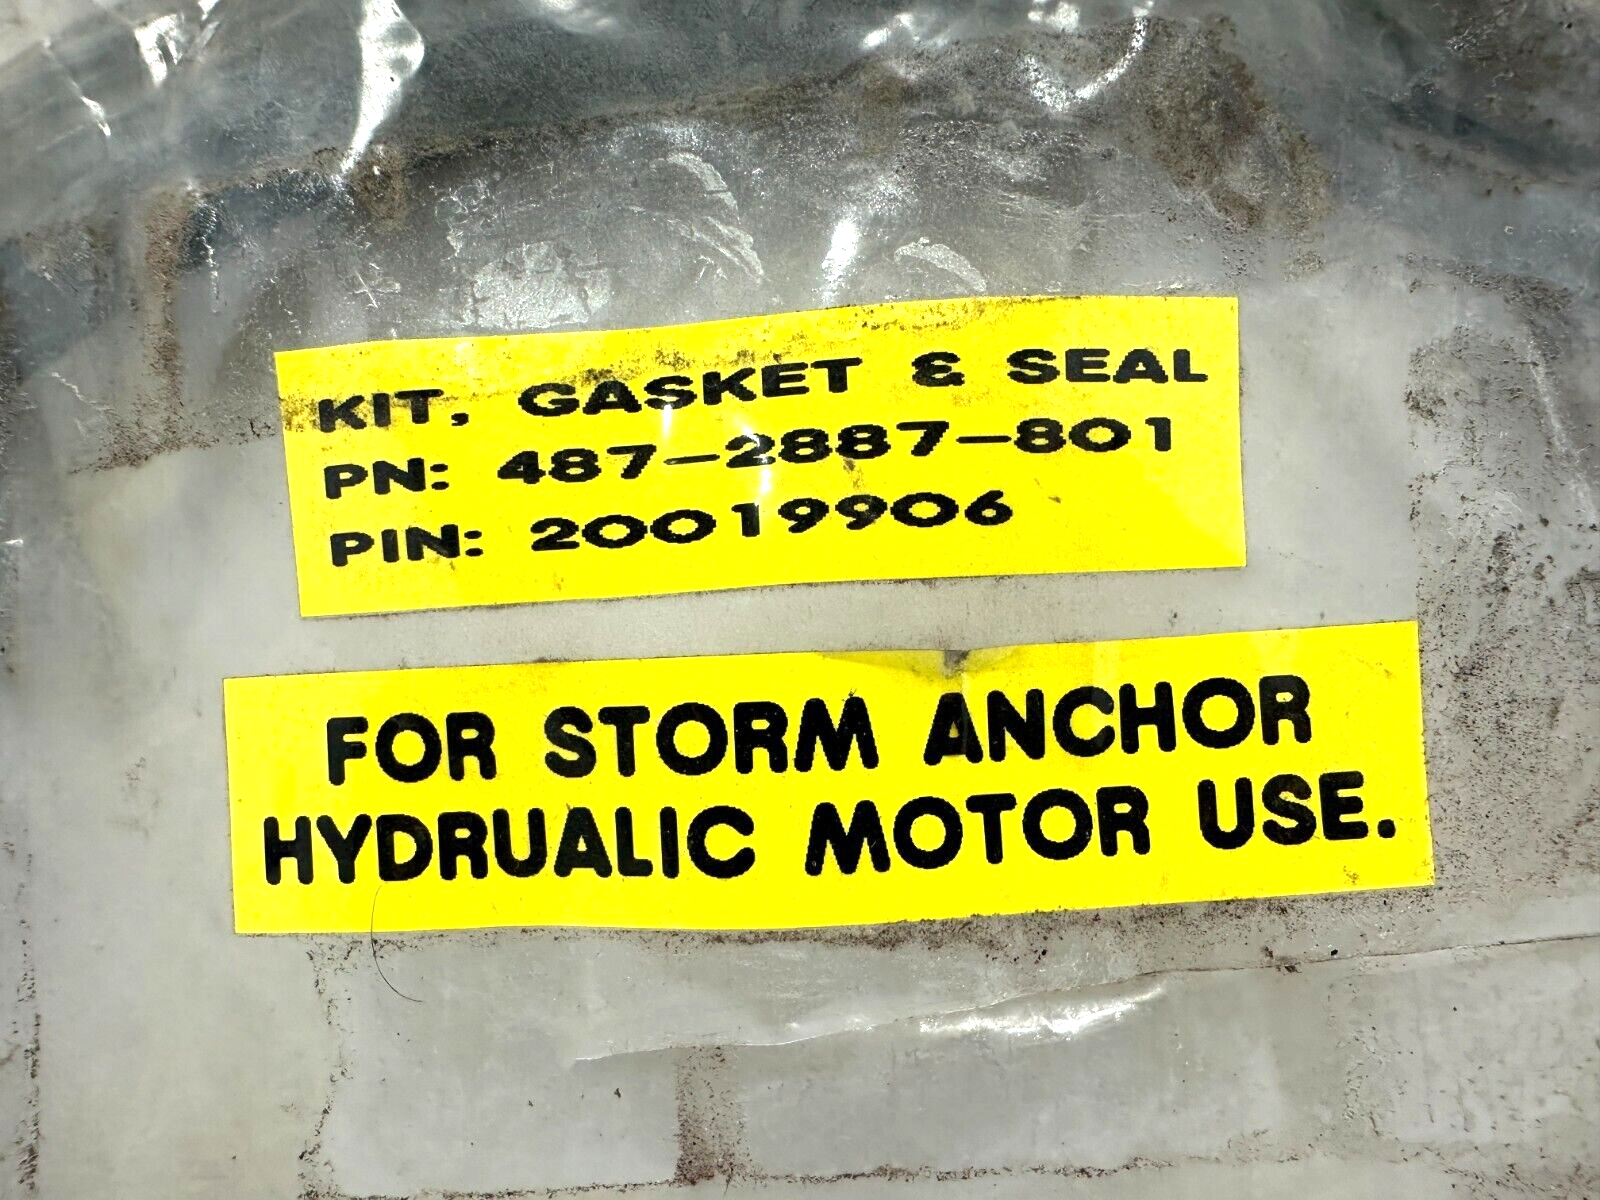 KIT, GASKET & SEAL
PN: 487-2887-801
PIN: 20019906
FOR STORM ANCHOR
HYDRUALIC MOTOR USE.